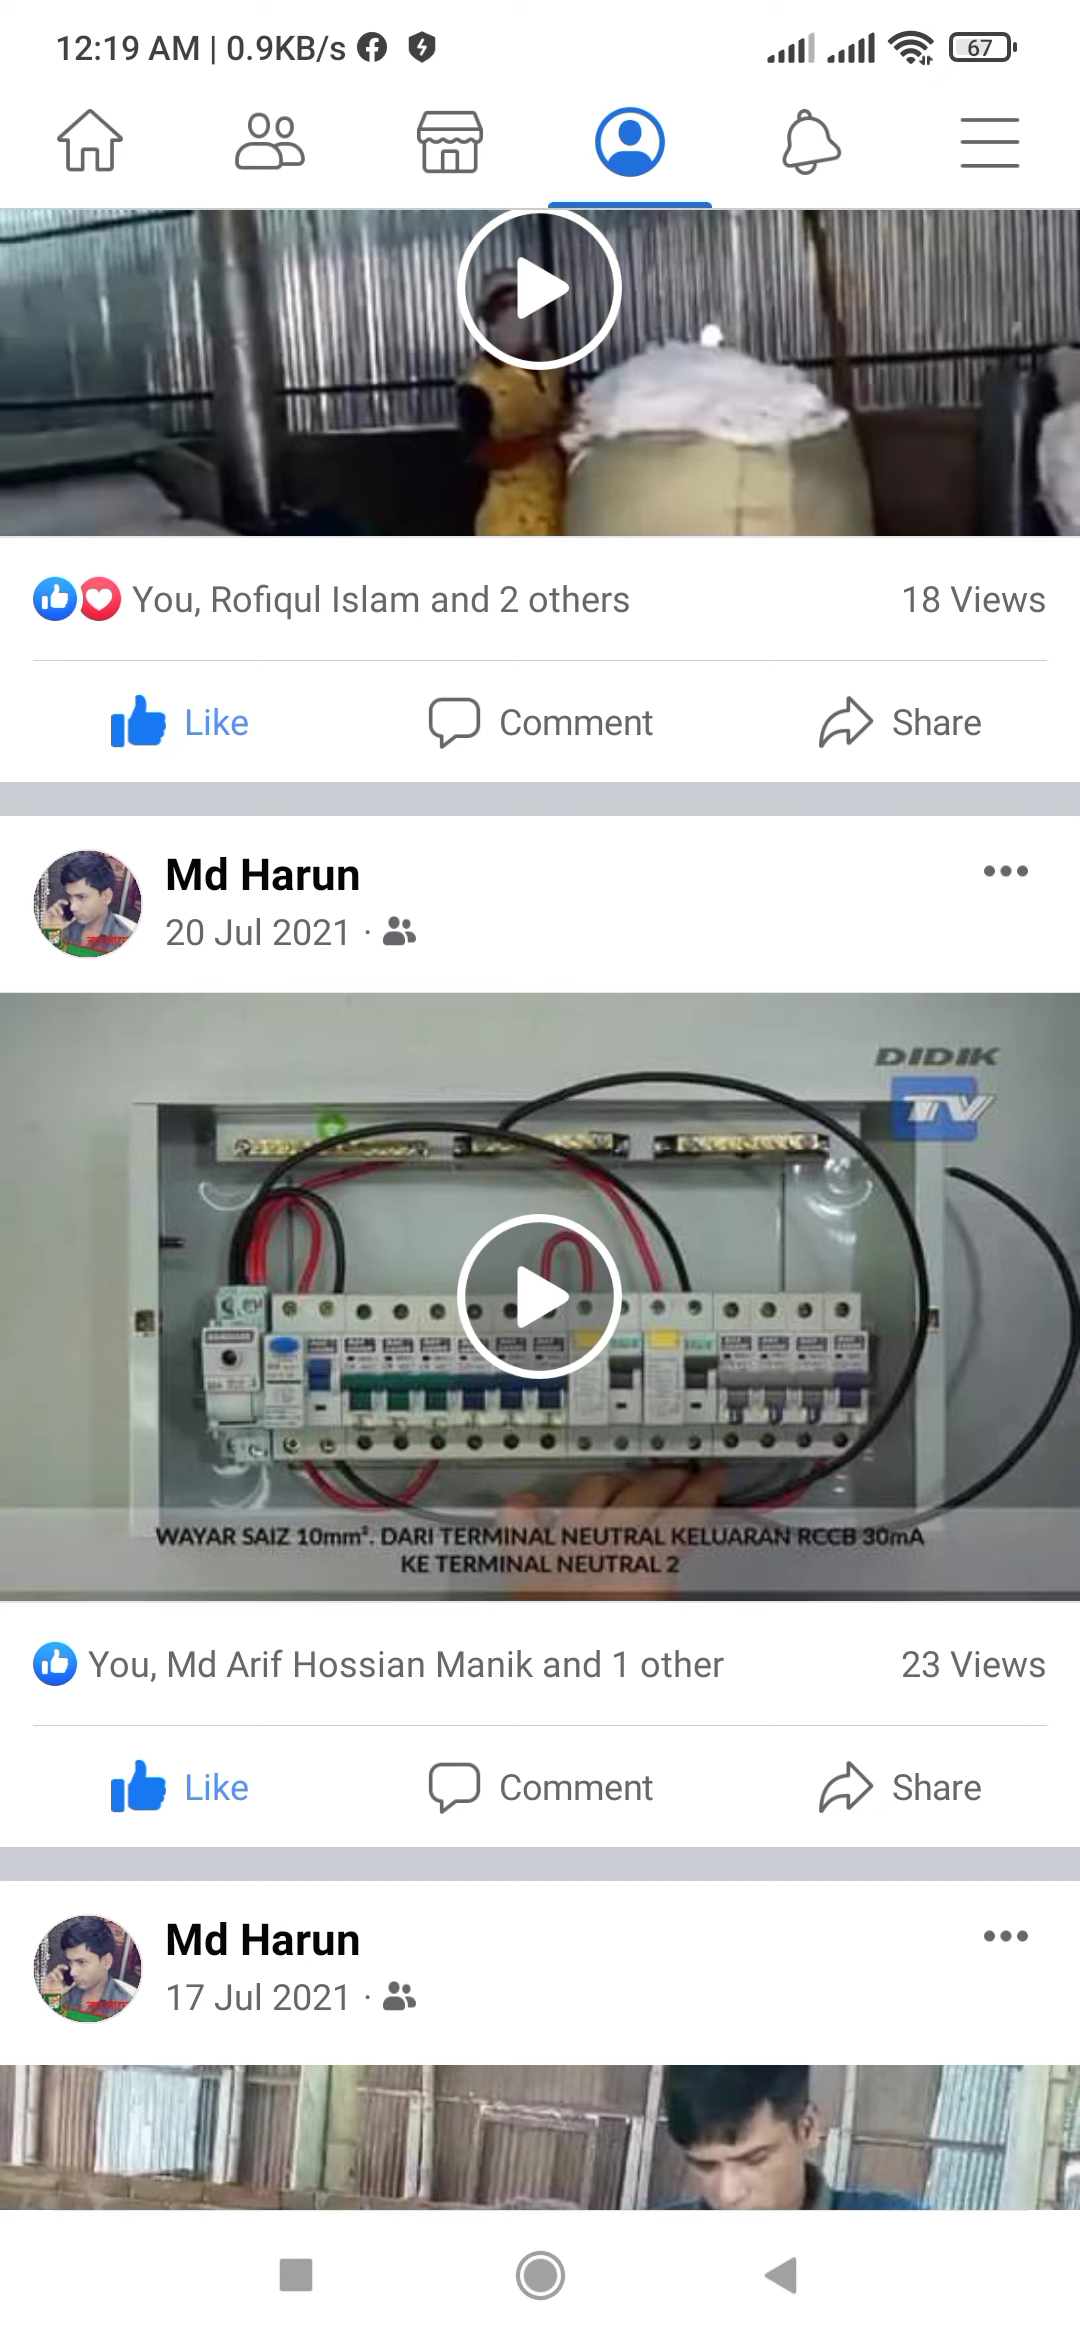 12:19 AM | 0.9KB/s
67
You, Rofiqul Islam and 2 others
18 Views
Like
Comment
Share
Md Harun
20 Jul 2021 ·
DIDIK
TV
WAYAR SAIZ 10mm². DARI TERMINAL NEUTRAL KELUARAN RCCB 30mA
KE TERMINAL NEUTRAL 2
You, Md Arif Hossian Manik and 1 other
23 Views
Like
Comment
Share
Md Harun
17 Jul 2021 ·